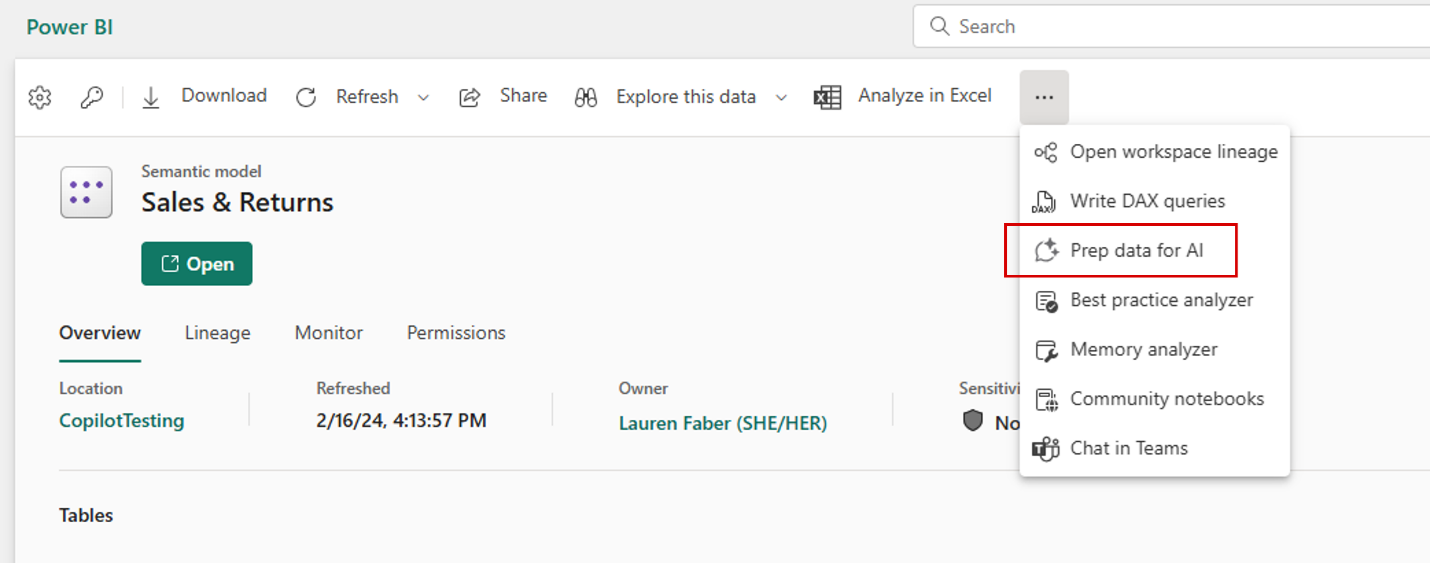 Power BI
Search
Download Refresh Share Explore this data Analyze in Excel ...
Open workspace lineage
Write DAX queries
Prep data for AI
Best practice analyzer
Memory analyzer
Community notebooks
Chat in Teams
Semantic model
Sales & Returns
Open
Overview Lineage Monitor Permissions
Location Refreshed Owner Sensitivi
CopilotTesting 2/16/24, 4:13:57 PM Lauren Faber (SHE/HER) No
Tables